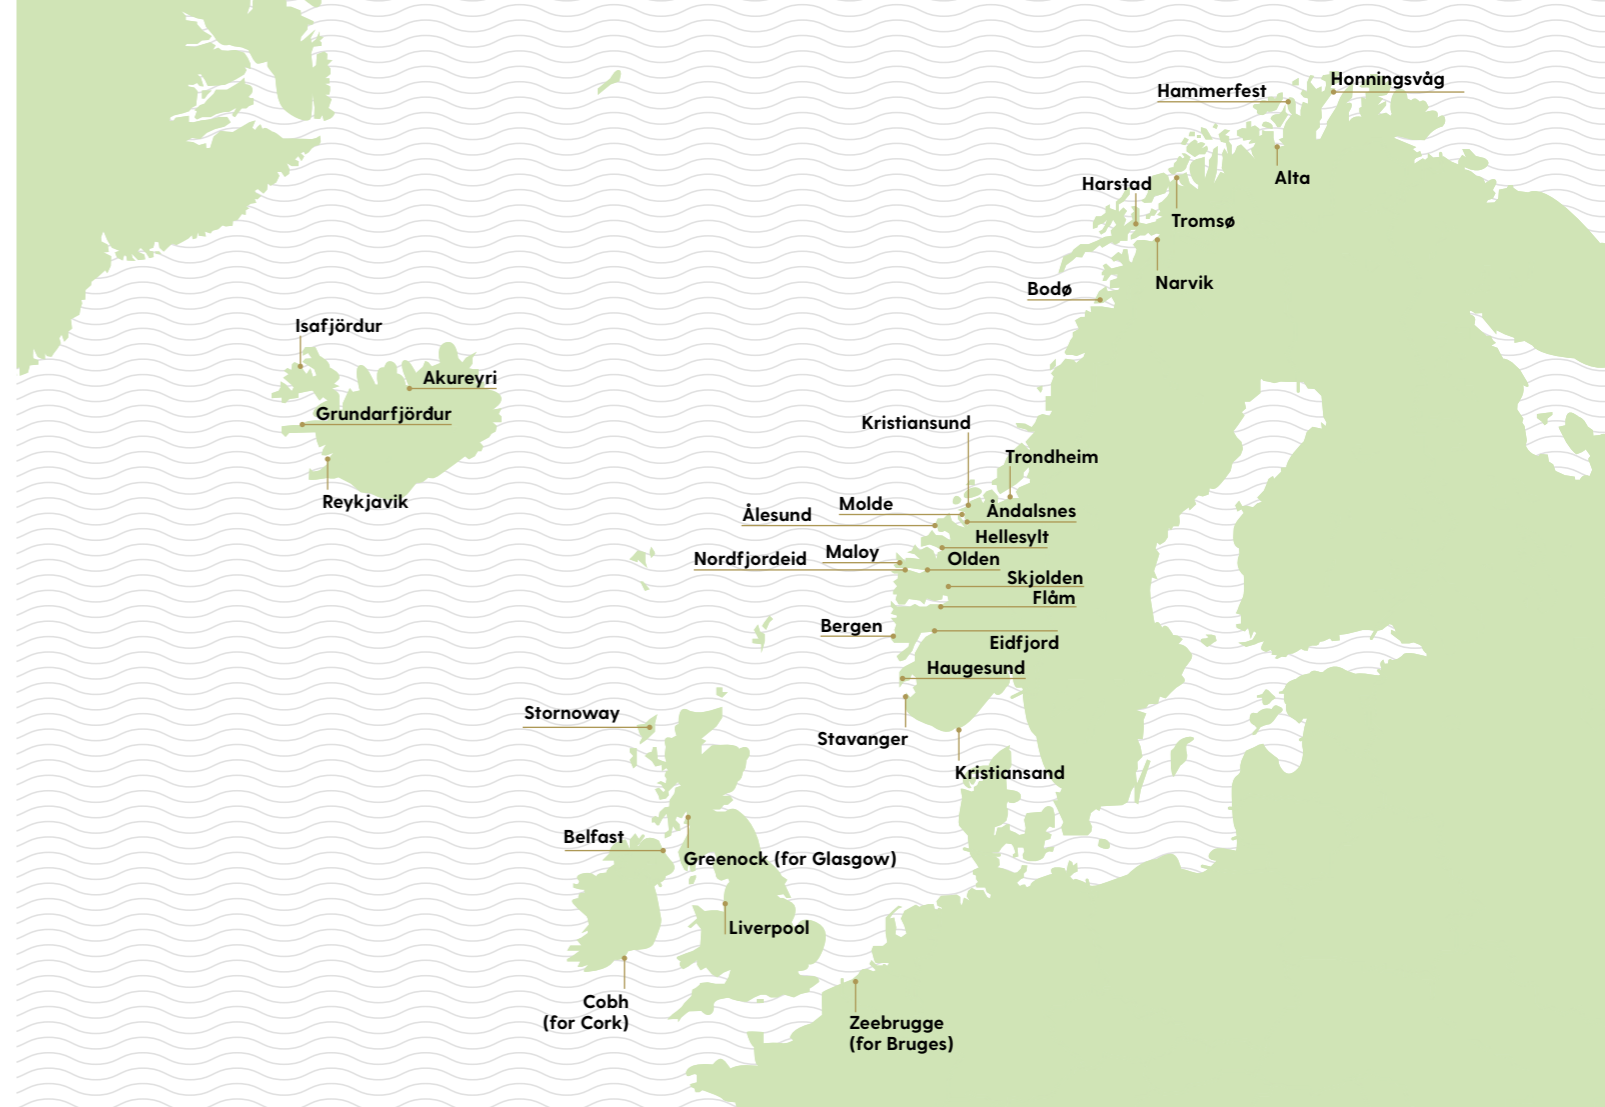 Honningsvåg
Hammerfest
Alta
Harstad
Tromsø
Narvik
Bodø
Isafjördur
Akureyri
Grundarfjörđur
Reykjavik
Kristiansund
Trondheim
Molde
Åndalsnes
Ålesund
Hellesylt
Maloy
Nordfjordeid
Olden
Skjolden
Flåm
Bergen
Eidfjord
Haugesund
Stornoway
Stavanger
Kristiansand
Belfast
Greenock (for Glasgow)
Liverpool
Cobh
(for Cork)
Zeebrugge
(for Bruges)